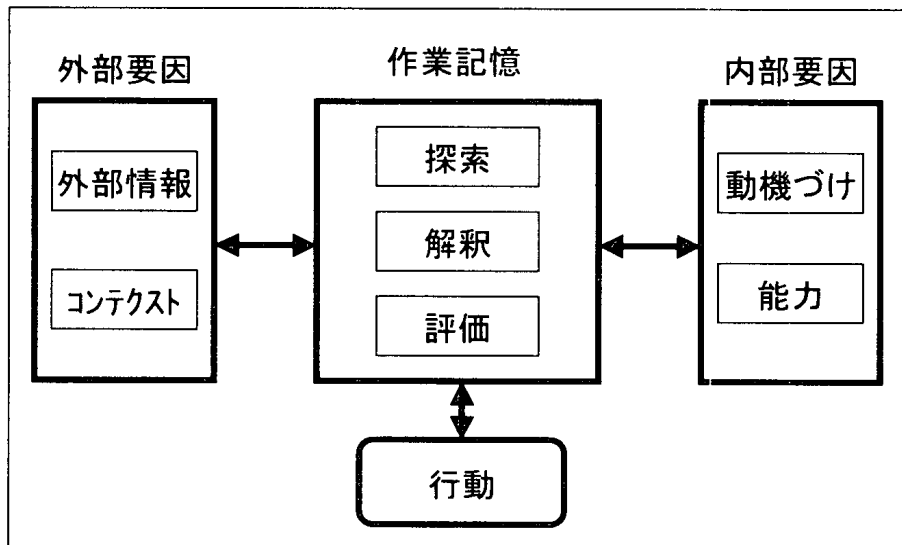 外部要因
外部情報
コンテクスト
作業記憶
探索
解釈
評価
内部要因
動機づけ
能力
行動